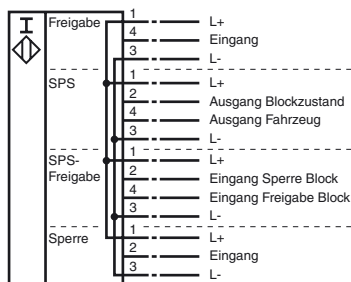 Freigabe
1 L+
4 Eingang
3 L-
SPS
1 L+
2 Ausgang Blockzustand
4 Ausgang Fahrzeug
3 L-
SPS-
Freigabe
1 L+
2 Eingang Sperre Block
4 Eingang Freigabe Block
3 L-
Sperre
1 L+
2 Eingang
3 L-